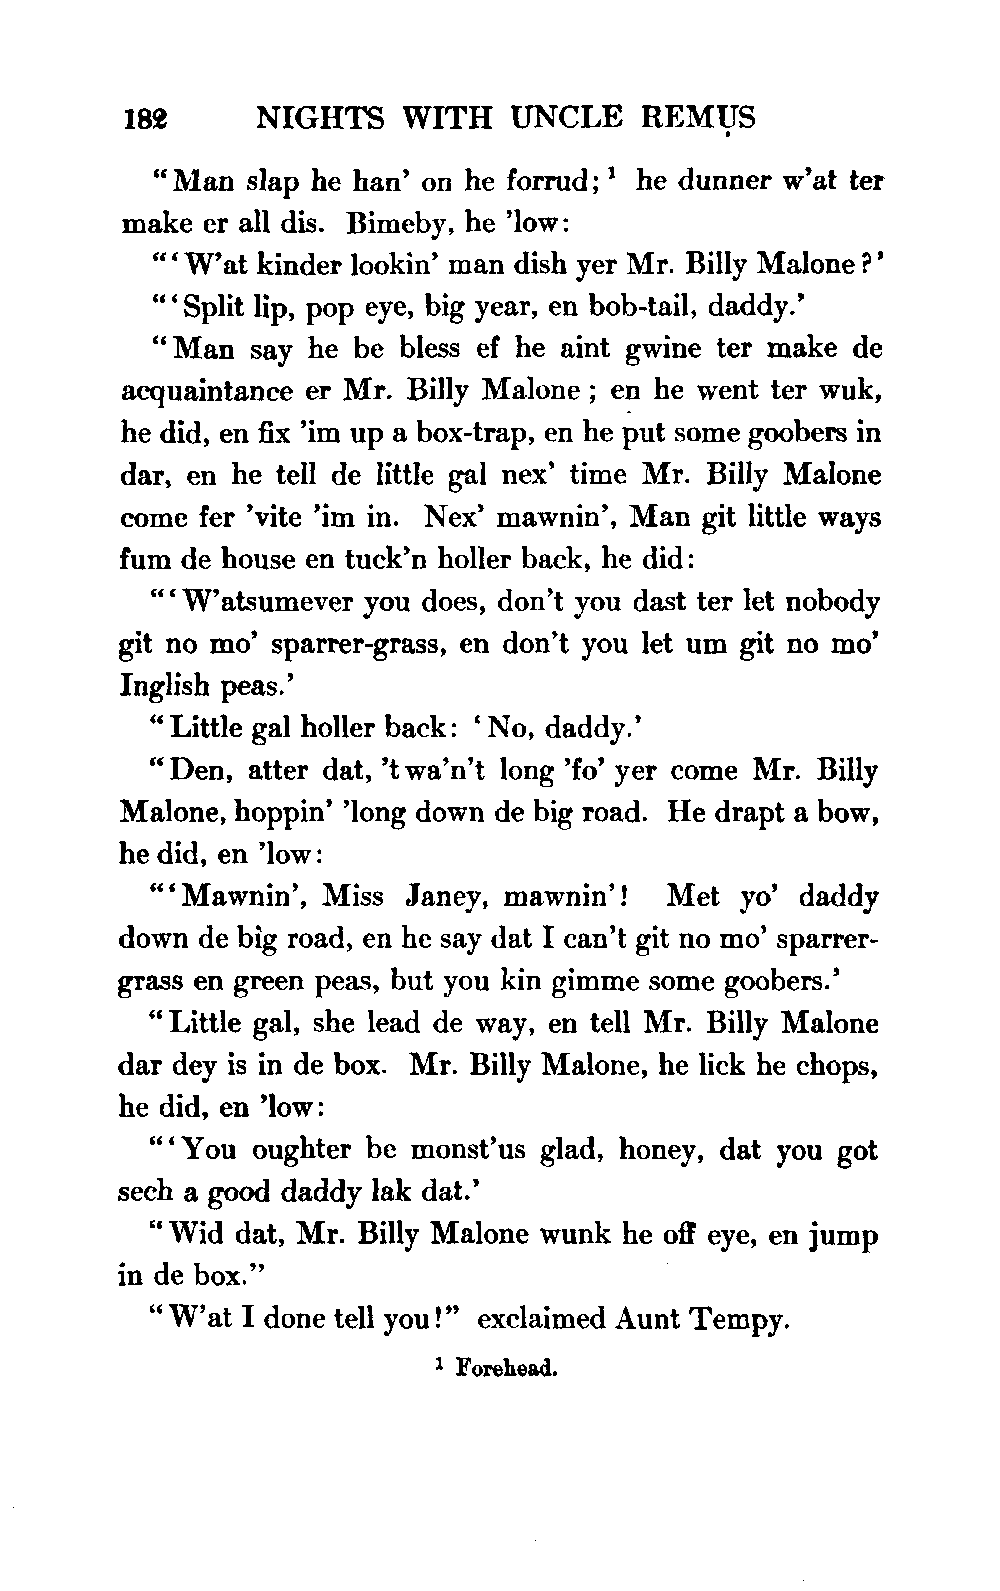 182 NIGHTS WITH UNCLE REMUS
“Man slap he han’ on he forrud; ¹ he dunner w’at ter
make er all dis. Bimeby, he ’low:
“‘W’at kinder lookin’ man dish yer Mr. Billy Malone?’
“‘Split lip, pop eye, big year, en bob-tail, daddy.’
“Man say he be bless ef he aint gwine ter make de
acquaintance er Mr. Billy Malone; en he went ter wuk,
he did, en fix ’im up a box-trap, en he put some goobers in
dar, en he tell de little gal nex’ time Mr. Billy Malone
come fer ’vite ’im in. Nex’ mawnin’, Man git little ways
fum de house en tuck’n holler back, he did:
“‘W’atsumever you does, don’t you dast ter let nobody
git no mo’ sparrer-grass, en don’t you let um git no mo’
Inglish peas.’
“Little gal holler back: ‘No, daddy.’
“Den, atter dat, ’twa’n’t long ’fo’ yer come Mr. Billy
Malone, hoppin’ ’long down de big road. He drapt a bow,
he did, en ’low:
“‘Mawnin’, Miss Janey, mawnin’! Met yo’ daddy
down de big road, en he say dat I can’t git no mo’ sparrer-
grass en green peas, but you kin gimme some goobers.’
“Little gal, she lead de way, en tell Mr. Billy Malone
dar dey is in de box. Mr. Billy Malone, he lick he chops,
he did, en ’low:
“‘You oughter be monst’us glad, honey, dat you got
sech a good daddy lak dat.’
“Wid dat, Mr. Billy Malone wunk he off eye, en jump
in de box.”
“W’at I done tell you!” exclaimed Aunt Tempy.
¹ Forehead.